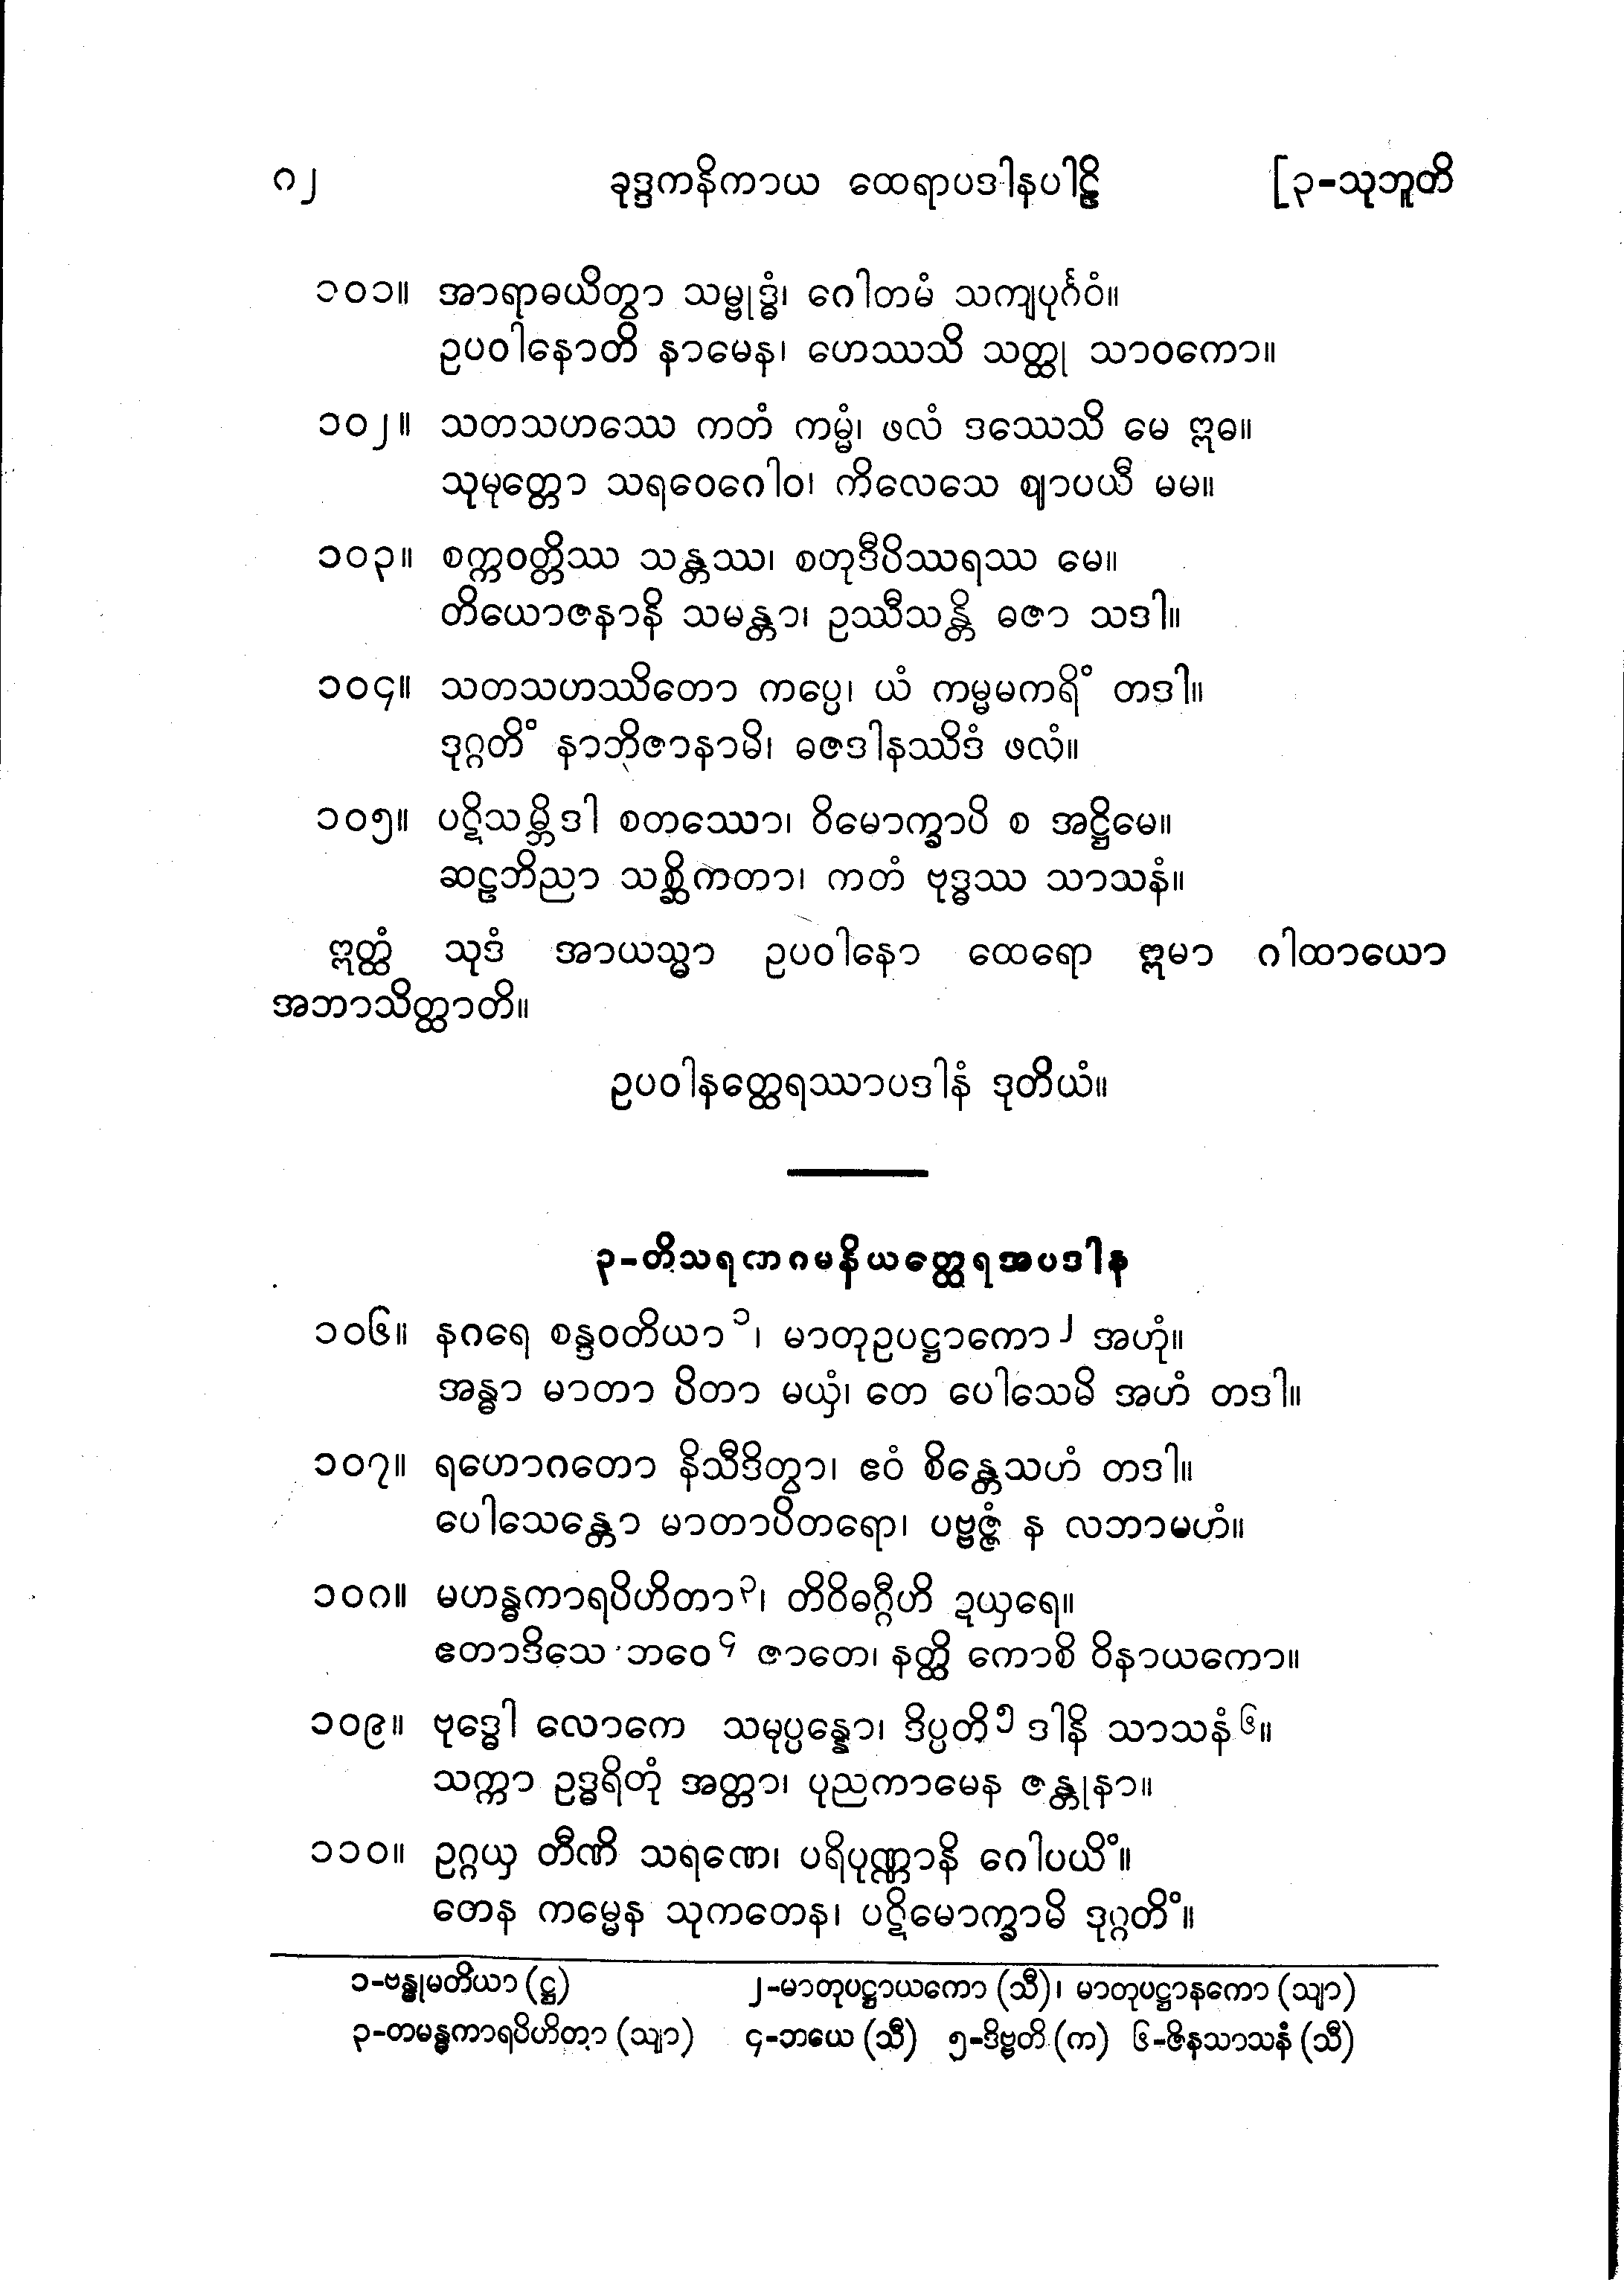 ၈၂ ခုဒ္ဒကနိကာယ ထေရာပဒါနပါဠိ [၃-သုဘူတိ
၁၀၁။ အာရာဓယိတွာ သမ္ဗုဒ္ဓံ၊ ဂေါတမံ သကျပုင်္ဂဝံ။
ဥပဝါနောတိ နာမေန၊ ဟေဿသိ သတ္ထု သာဝကော။
၁၀၂။ သတသဟဿေ ကတံ ကမ္မံ၊ ဖလံ ဒဿေသိ မေ ဣဓ။
သုမုတ္တော သရဝေဂေါဝ၊ ကိလေသေ ဈာပယီ မမ။
၁၀၃။ စက္ကဝတ္တိဿ သန္တဿ၊ စတုဒီပိဿရဿ မေ။
တိယောဇနာနိ သမန္တာ၊ ဥဿီသန္တိ ဓဇာ သဒါ။
၁၀၄။ သတသဟဿိတော ကပ္ပေ၊ ယံ ကမ္မမကရိံ တဒါ။
ဒုဂ္ဂတိံ နာဘိဇာနာမိ၊ ဓဇဒါနဿိဒံ ဖလံ။
၁၀၅။ ပဋိသမ္ဘိဒါ စတဿော၊ ဝိမောက္ခာပိ စ အဋ္ဌိမေ။
ဆဠဘိညာ သစ္ဆိကတာ၊ ကတံ ဗုဒ္ဓဿ သာသနံ။
ဣတ္ထံ သုဒံ အာယသ္မာ ဥပဝါနော ထေရော ဣမာ ဂါထာယော
အဘာသိတ္ထာတိ။
ဥပဝါနတ္ထေရဿာပဒါနံ ဒုတိယံ။
၃-တိသရဏဂမနိယတ္ထေရအပဒါန
၁၀၆။ နဂရေ စန္ဒဝတိယာ ၁၊ မာတုဥပဋ္ဌာကော ၂ အဟုံ။
အန္ဓာ မာတာ ပိတာ မယှံ၊ တေ ပေါသေမိ အဟံ တဒါ။
၁၀၇။ ရဟောဂတော နိသီဒိတွာ၊ ဧဝံ စိန္တေသဟံ တဒါ။
ပေါသေန္တော မာတာပိတရော၊ ပဗ္ဗဇ္ဇံ န လဘာမဟံ။
၁၀၈။ မဟန္ဓကာရပိဟိတာ ၃၊ တိဝိဓဂ္ဂီဟိ ဍယှရေ။
ဧတာဒိသေ ဘဝေ ၄ ဇာတေ၊ နတ္ထိ ကောစိ ဝိနာယကော။
၁၀၉။ ဗုဒ္ဓေါ လောကေ သမုပ္ပန္နော၊ ဒိပ္ပတိ ၅ ဒါနိ သာသနံ ၆။
သက္ကာ ဥဒ္ဓရိတုံ အတ္တာ၊ ပုညကာမေန ဇန္တုနာ။
၁၁၀။ ဥဂ္ဂယှ တီဏိ သရဏေ၊ ပရိပုဏ္ဏာနိ ဂေါပယိံ။
တေန ကမ္မေန သုကတေန၊ ပဋိမောက္ခာမိ ဒုဂ္ဂတိံ။
၁-ဗန္ဓုမတိယာ (ဋ္ဌ) ၂-မာတုပဋ္ဌာယကော (သီ)၊ မာတုပဋ္ဌာနကော (သျာ)
၃-တမန္ဓကာရပိဟိတာ (သျာ) ၄-ဘယေ (သီ) ၅-ဒိဗ္ဗတိ (က) ၆-ဇိနသာသနံ (သီ)